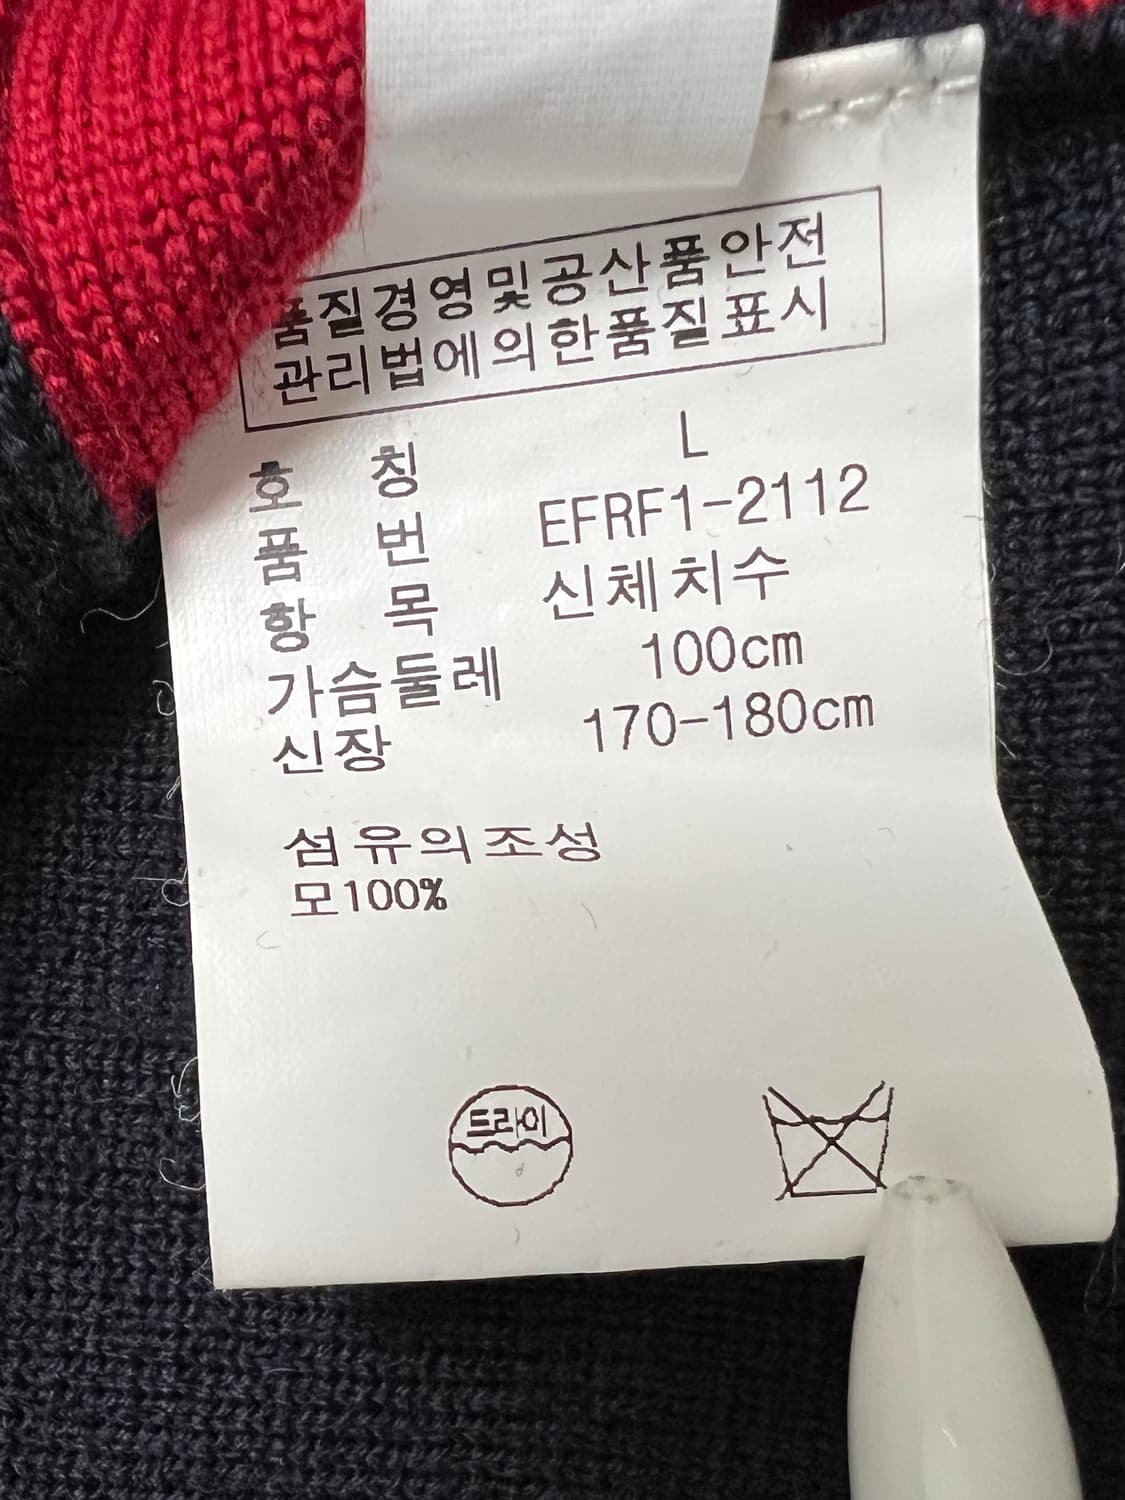 품질경영및공산품안전
관리법에의한품질표시
호 칭 L
품 번 EFRF1-2112
항 목 신체치수
가슴둘레 100cm
신장 170-180cm
섬유의조성
모100%
드라이